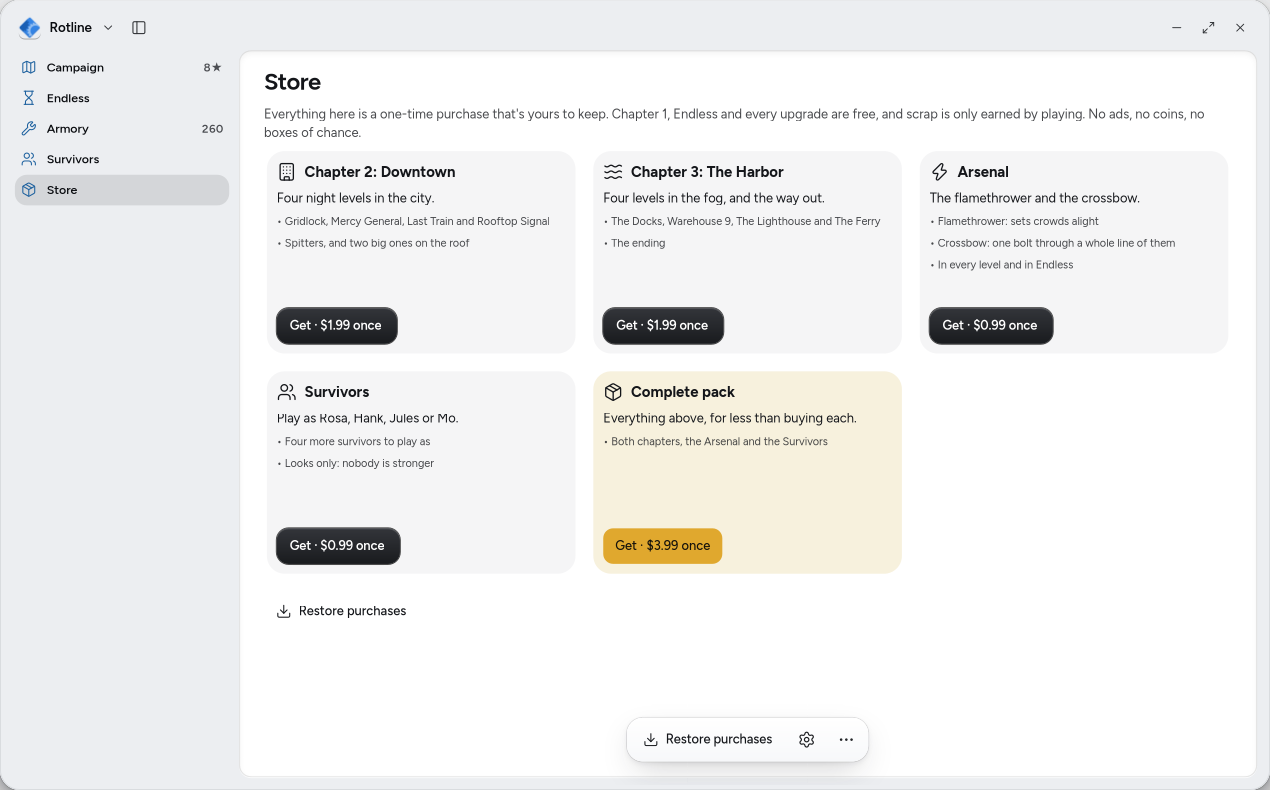 Rotline
Campaign
8★
Endless
Armory
260
Survivors
Store
Store
Everything here is a one-time purchase that's yours to keep. Chapter 1, Endless and every upgrade are free, and scrap is only earned by playing. No ads, no coins, no
boxes of chance.
Chapter 2: Downtown
Four night levels in the city.
• Gridlock, Mercy General, Last Train and Rooftop Signal
• Spitters, and two big ones on the roof
Get · $1.99 once
Chapter 3: The Harbor
Four levels in the fog, and the way out.
• The Docks, Warehouse 9, The Lighthouse and The Ferry
• The ending
Get · $1.99 once
Arsenal
The flamethrower and the crossbow.
• Flamethrower: sets crowds alight
• Crossbow: one bolt through a whole line of them
• In every level and in Endless
Get · $0.99 once
Survivors
Play as Rosa, Hank, Jules or Mo.
• Four more survivors to play as
• Looks only: nobody is stronger
Get · $0.99 once
Complete pack
Everything above, for less than buying each.
• Both chapters, the Arsenal and the Survivors
Get · $3.99 once
Restore purchases
Restore purchases